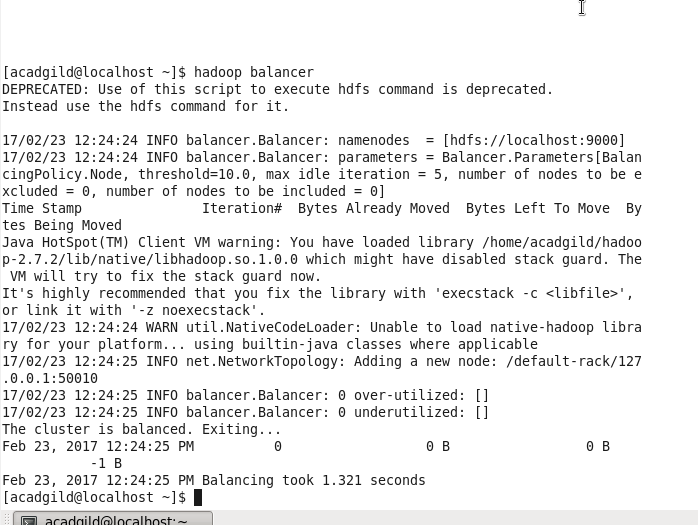 [acadgild@localhost ~]$ hadoop balancer
DEPRECATED: Use of this script to execute hdfs command is deprecated.
Instead use the hdfs command for it.
17/02/23 12:24:24 INFO balancer.Balancer: namenodes  = [hdfs://localhost:9000]
17/02/23 12:24:24 INFO balancer.Balancer: parameters = Balancer.Parameters[Balan
cingPolicy.Node, threshold=10.0, max idle iteration = 5, number of nodes to be e
xcluded = 0, number of nodes to be included = 0]
Time Stamp               Iteration#  Bytes Already Moved  Bytes Left To Move  By
tes Being Moved
Java HotSpot(TM) Client VM warning: You have loaded library /home/acadgild/hadoo
p-2.7.2/lib/native/libhadoop.so.1.0.0 which might have disabled stack guard. The
 VM will try to fix the stack guard now.
It's highly recommended that you fix the library with 'execstack -c <libfile>',
or link it with '-z noexecstack'.
17/02/23 12:24:24 WARN util.NativeCodeLoader: Unable to load native-hadoop libra
ry for your platform... using builtin-java classes where applicable
17/02/23 12:24:25 INFO net.NetworkTopology: Adding a new node: /default-rack/127
.0.0.1:50010
17/02/23 12:24:25 INFO balancer.Balancer: 0 over-utilized: []
17/02/23 12:24:25 INFO balancer.Balancer: 0 underutilized: []
The cluster is balanced. Exiting...
Feb 23, 2017 12:24:25 PM          0                  0 B                 0 B
           -1 B
Feb 23, 2017 12:24:25 PM Balancing took 1.321 seconds
[acadgild@localhost ~]$
acadgild@localhost:~